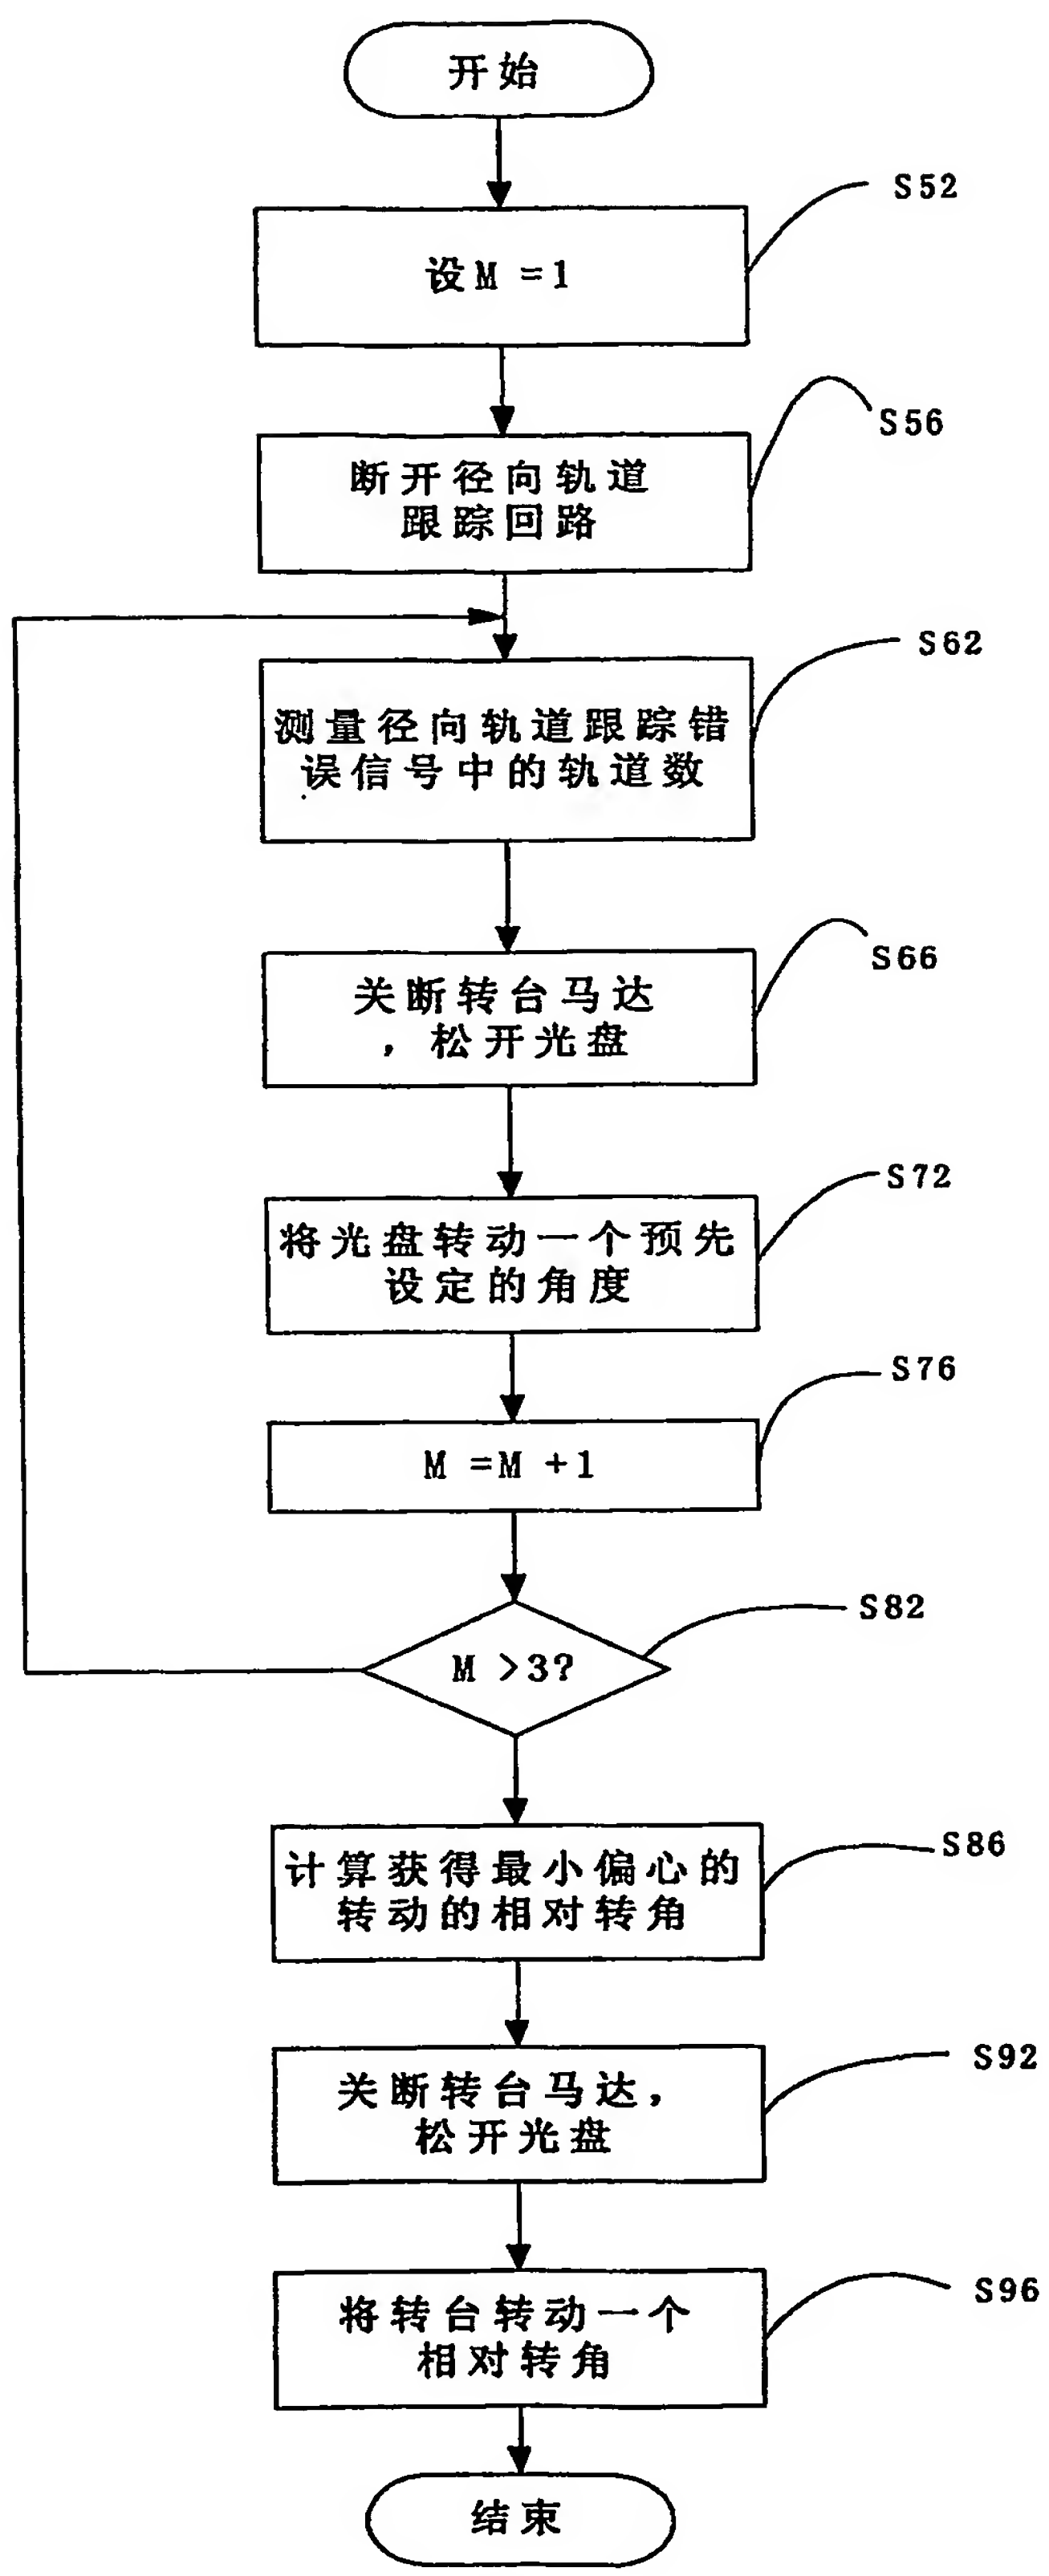 开始
S52
设M =1
S56
断开径向轨道
跟踪回路
S62
测量径向轨道跟踪错
误信号中的轨道数
S66
关断转台马达
，松开光盘
S72
将光盘转动一个预先
设定的角度
S76
M =M +1
S82
M >3?
S86
计算获得最小偏心的
转动的相对转角
S92
关断转台马达，
松开光盘
S96
将转台转动一个
相对转角
结束